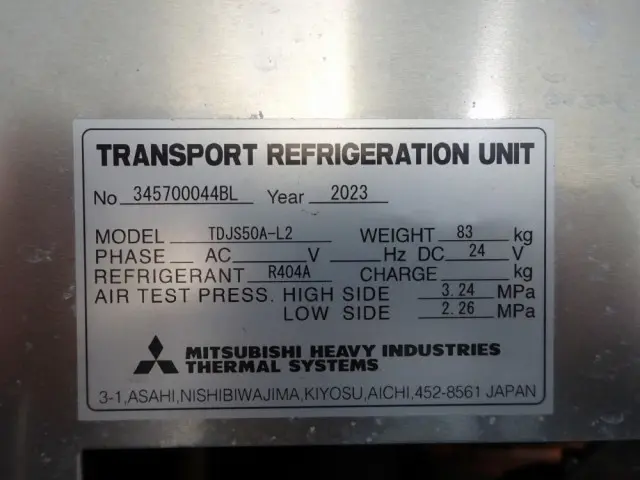 TRANSPORT REFRIGERATION UNIT
No 345700044BL Year 2023
MODEL TDJS50A-L2 WEIGHT 83 kg
PHASE AC V Hz DC 24 V
REFRIGERANT R404A CHARGE kg
AIR TEST PRESS. HIGH SIDE 3.24 MPa
LOW SIDE 2.26 MPa
MITSUBISHI HEAVY INDUSTRIES
THERMAL SYSTEMS
3-1,ASAHI,NISHIBIWAJIMA,KIYOSU,AICHI,452-8561 JAPAN